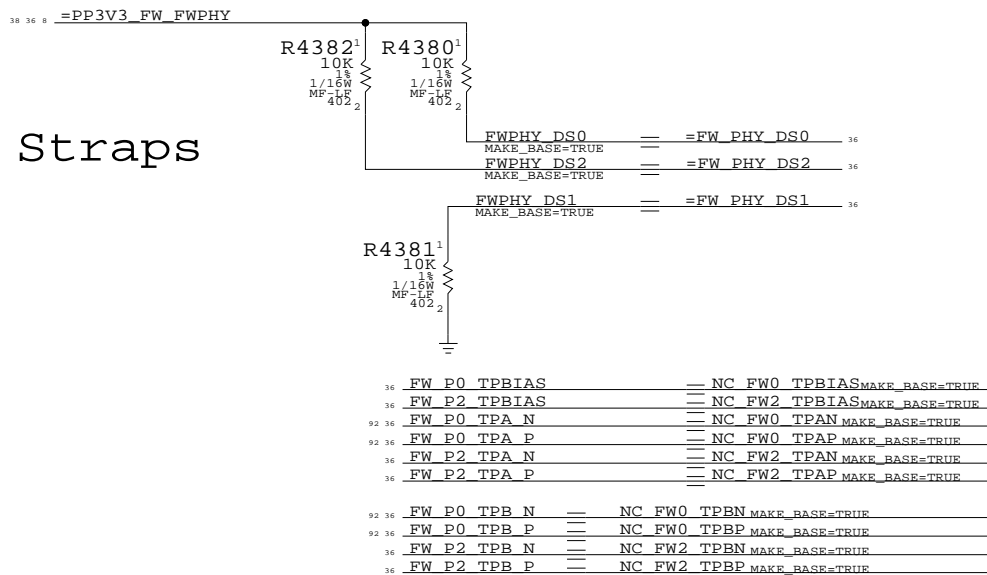 38 36 8 =PP3V3_FW_FWPHY
R4382 1 R4380 1
10K 10K
1% 1%
1/16W 1/16W
MF-LF MF-LF
402 2 402 2
Straps
FWPHY_DS0 =FW_PHY_DS0 36
MAKE_BASE=TRUE
FWPHY_DS2 =FW_PHY_DS2 36
MAKE_BASE=TRUE
FWPHY_DS1 =FW_PHY_DS1 36
MAKE_BASE=TRUE
R4381 1
10K
1%
1/16W
MF-LF
402 2
36 FW_P0_TPBIAS NC_FW0_TPBIAS MAKE_BASE=TRUE
36 FW_P2_TPBIAS NC_FW2_TPBIAS MAKE_BASE=TRUE
92 36 FW_P0_TPA_N NC_FW0_TPAN MAKE_BASE=TRUE
92 36 FW_P0_TPA_P NC_FW0_TPAP MAKE_BASE=TRUE
36 FW_P2_TPA_N NC_FW2_TPAN MAKE_BASE=TRUE
36 FW_P2_TPA_P NC_FW2_TPAP MAKE_BASE=TRUE
92 36 FW_P0_TPB_N NC_FW0_TPBN MAKE_BASE=TRUE
92 36 FW_P0_TPB_P NC_FW0_TPBP MAKE_BASE=TRUE
36 FW_P2_TPB_N NC_FW2_TPBN MAKE_BASE=TRUE
36 FW_P2_TPB_P NC_FW2_TPBP MAKE_BASE=TRUE